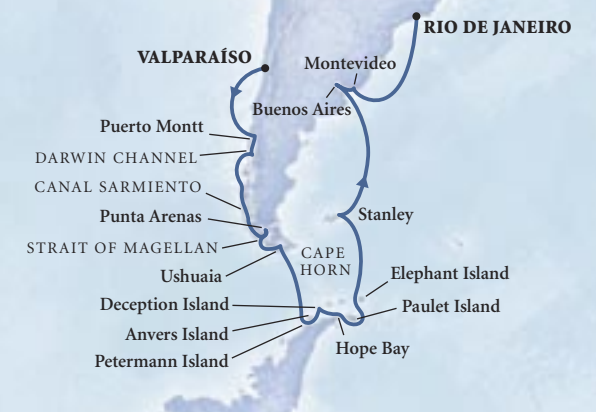 RIO DE JANEIRO
VALPARAÍSO
Montevideo
Buenos Aires
Puerto Montt
DARWIN CHANNEL
CANAL SARMIENTO
Punta Arenas
Stanley
STRAIT OF MAGELLAN
CAPE
HORN
Ushuaia
Elephant Island
Deception Island
Paulet Island
Anvers Island
Hope Bay
Petermann Island